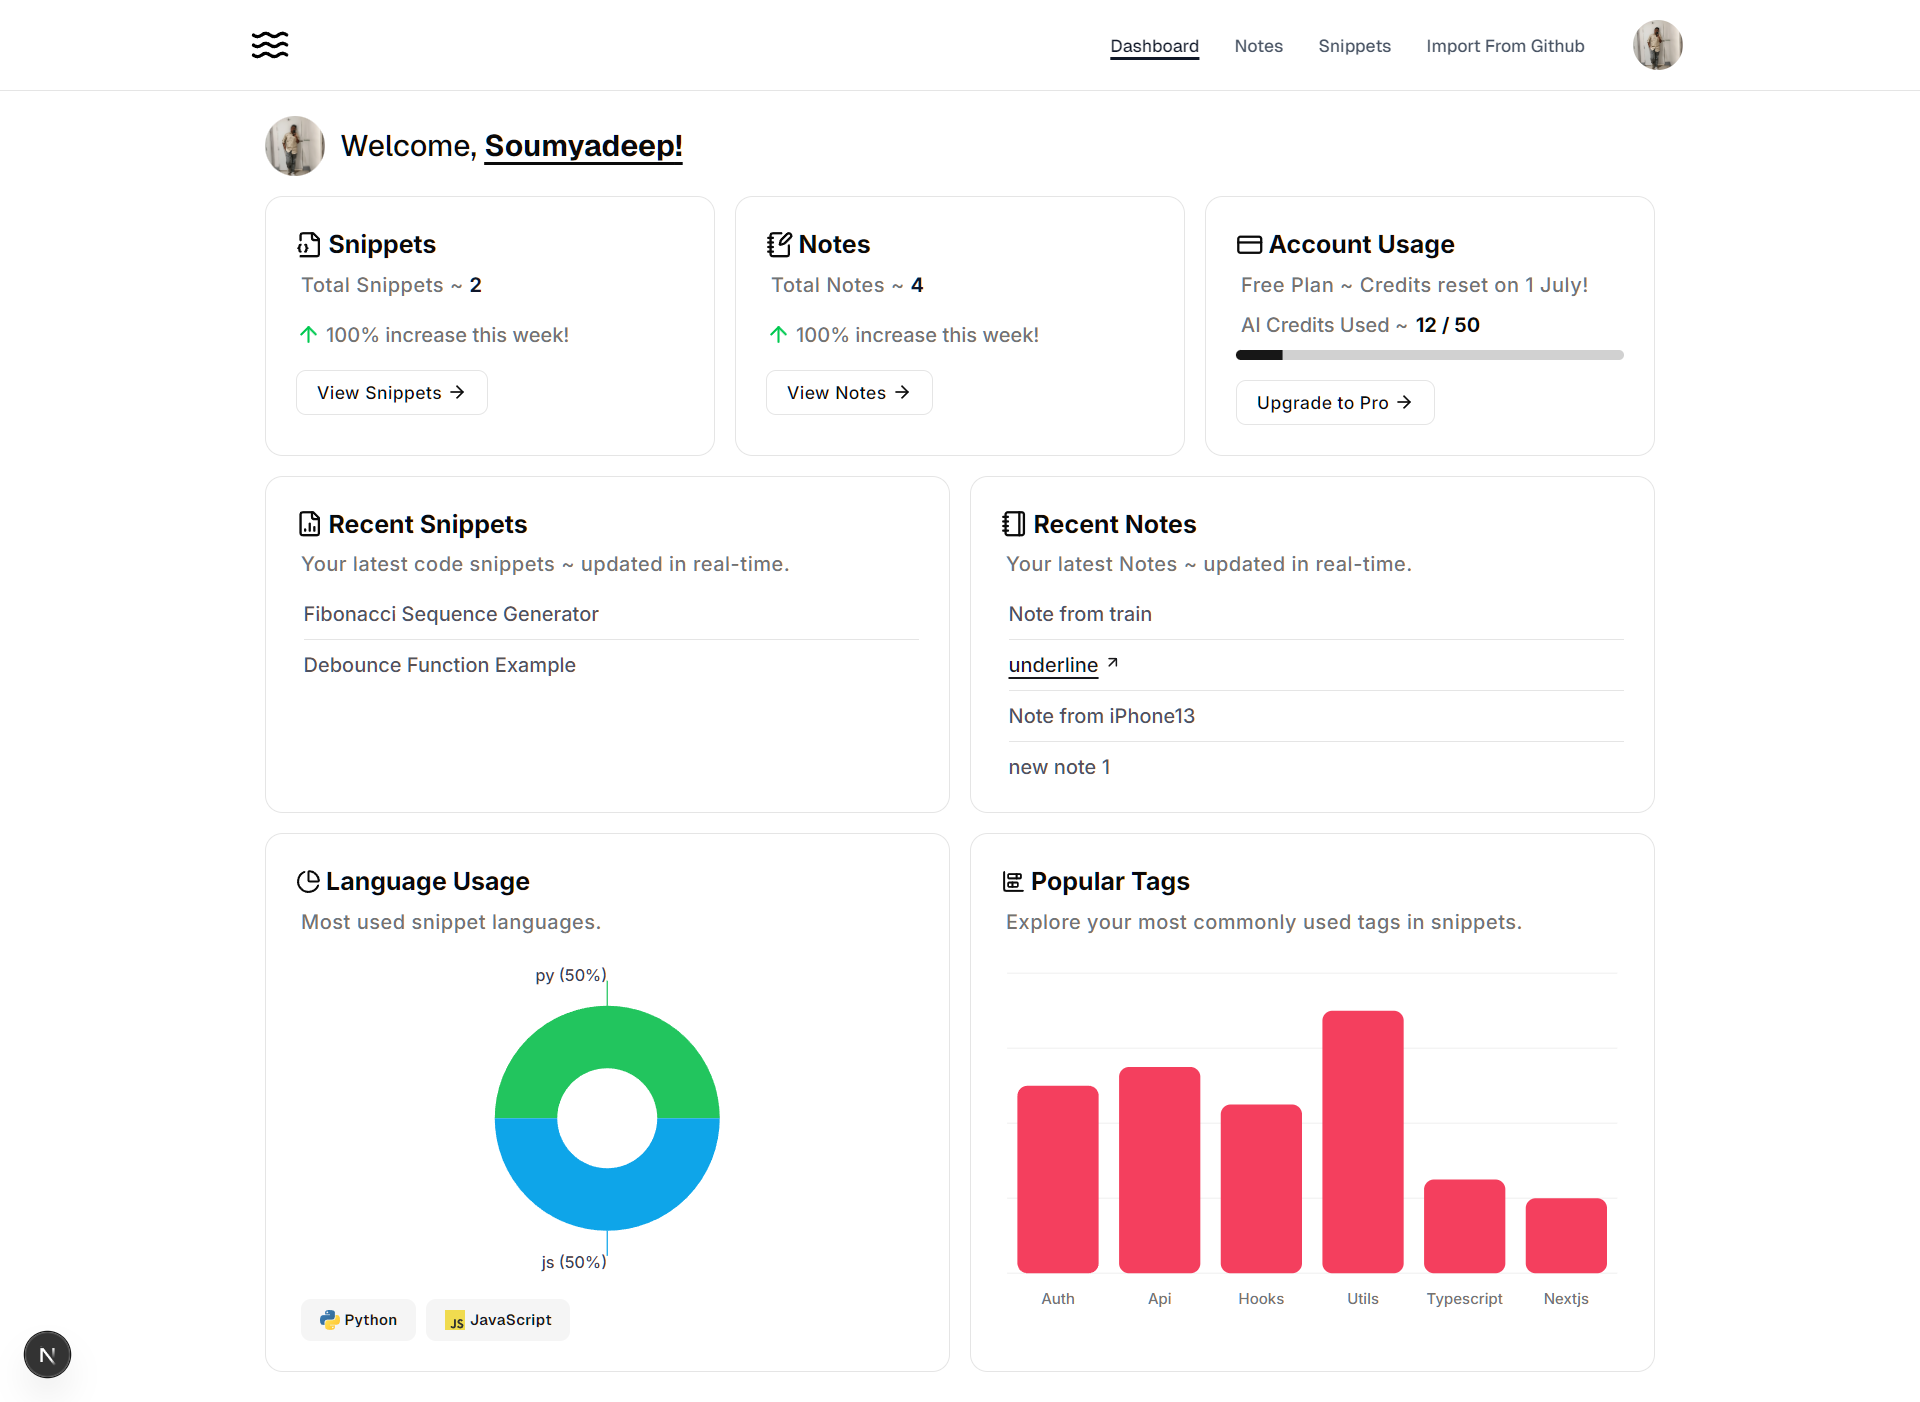 Dashboard Notes Snippets Import From Github
Welcome, Soumyadeep!
Snippets
Total Snippets ~ 2
100% increase this week!
View Snippets →
Notes
Total Notes ~ 4
100% increase this week!
View Notes →
Account Usage
Free Plan ~ Credits reset on 1 July!
AI Credits Used ~ 12 / 50
Upgrade to Pro →
Recent Snippets
Your latest code snippets ~ updated in real-time.
Fibonacci Sequence Generator
Debounce Function Example
Recent Notes
Your latest Notes ~ updated in real-time.
Note from train
underline
Note from iPhone13
new note 1
Language Usage
Most used snippet languages.
py (50%)
js (50%)
Python
JS JavaScript
Popular Tags
Explore your most commonly used tags in snippets.
Auth Api Hooks Utils Typescript Nextjs
N